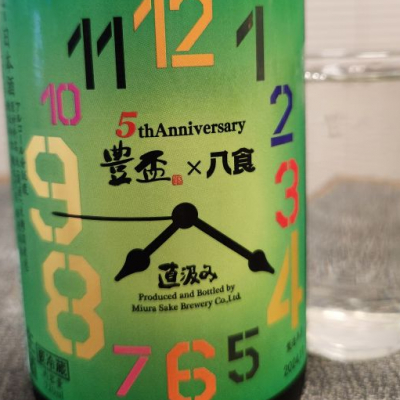 11 12 1
10 2
5thAnniversary
豊盃×八食
9 3
8 4
直汲み
Produced and Bottled by
Miura Sake Brewery Co.,Ltd.
7 6 5